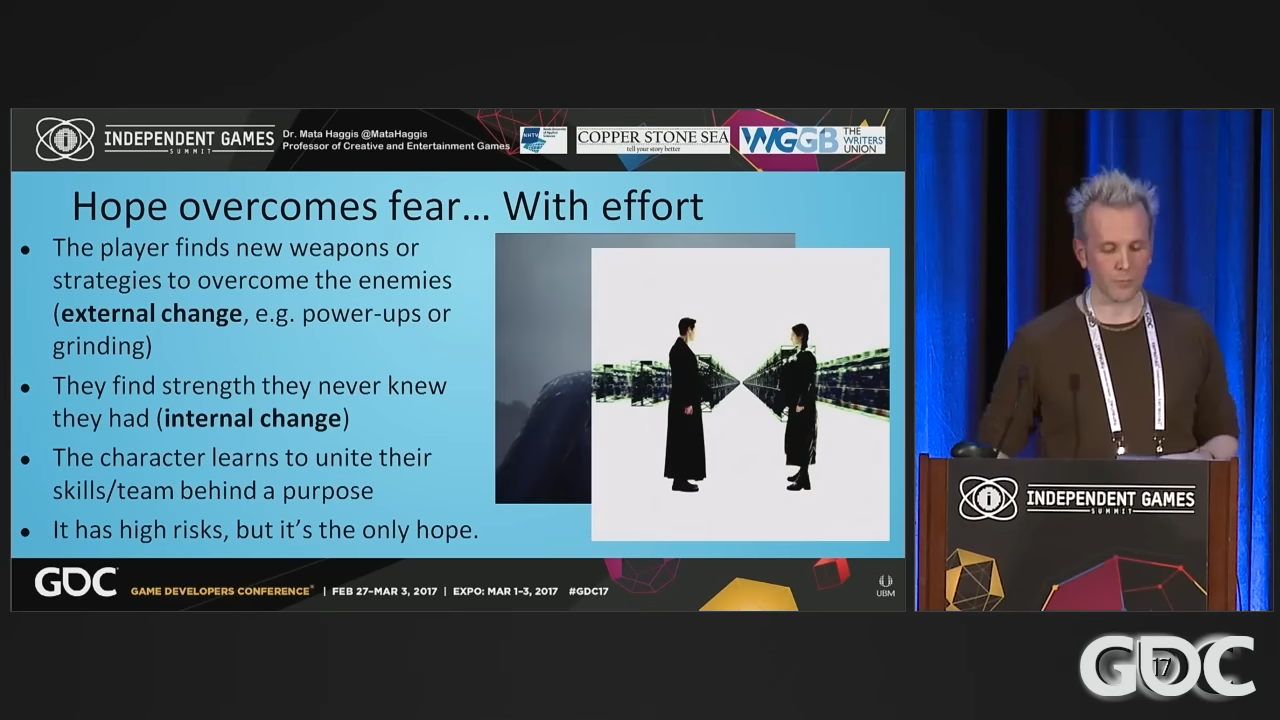 INDEPENDENT GAMES
SUMMIT
Dr. Mata Haggis @MataHaggis
Professor of Creative and Entertainment Games
NHTV
COPPER STONE SEA
tell your story better
WGGB
THE
WRITERS'
UNION
Hope overcomes fear... With effort
• The player finds new weapons or
strategies to overcome the enemies
(external change, e.g. power-ups or
grinding)
• They find strength they never knew
they had (internal change)
• The character learns to unite their
skills/team behind a purpose
• It has high risks, but it's the only hope.
GDC
GAME DEVELOPERS CONFERENCE® | FEB 27–MAR 3, 2017 | EXPO: MAR 1–3, 2017 #GDC17
UBM
GDC
INDEPENDENT GAMES
SUMMIT
GDC
17